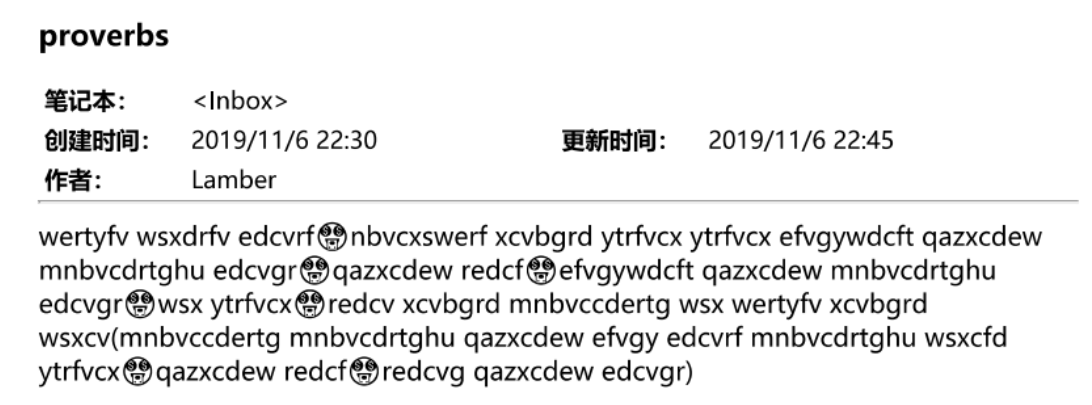 proverbs
笔记本： <Inbox>
创建时间： 2019/11/6 22:30 更新时间： 2019/11/6 22:45
作者： Lamber
wertyfv wsxdrfv edcvrf🤑nbvcxswerf xcvbgrd ytrfvcx ytrfvcx efvgywdcft qazxcdew
mnbvcdrtghu edcvgr🤑qazxcdew redcf🤑efvgywdcft qazxcdew mnbvcdrtghu
edcvgr🤑wsx ytrfvcx🤑redcv xcvbgrd mnbvccdertg wsx wertyfv xcvbgrd
wsxcv(mnbvccdertg mnbvcdrtghu qazxcdew efvgy edcvrf mnbvcdrtghu wsxcfd
ytrfvcx🤑qazxcdew redcf🤑redcvg qazxcdew edcvgr)